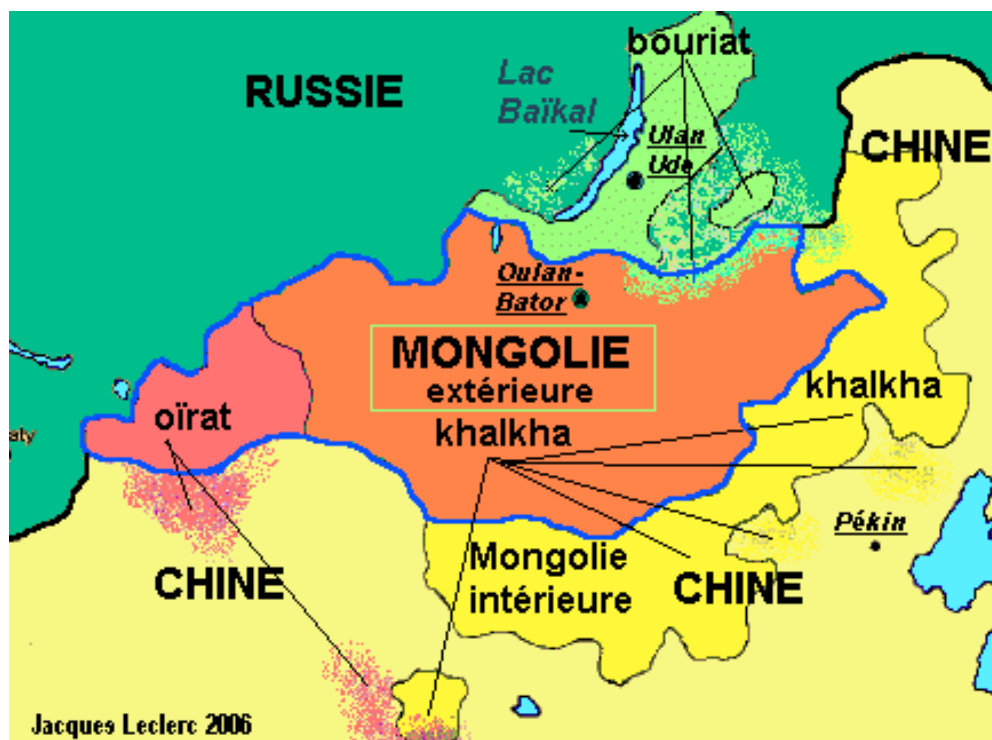 bouriat
Lac
Baïkal
RUSSIE
Ulan
Ude
CHINE
Oulan-
Bator
MONGOLIE
extérieure
khalkha
khalkha
oïrat
aty
Pékin
Mongolie
intérieure
CHINE
CHINE
Jacques Leclerc 2006